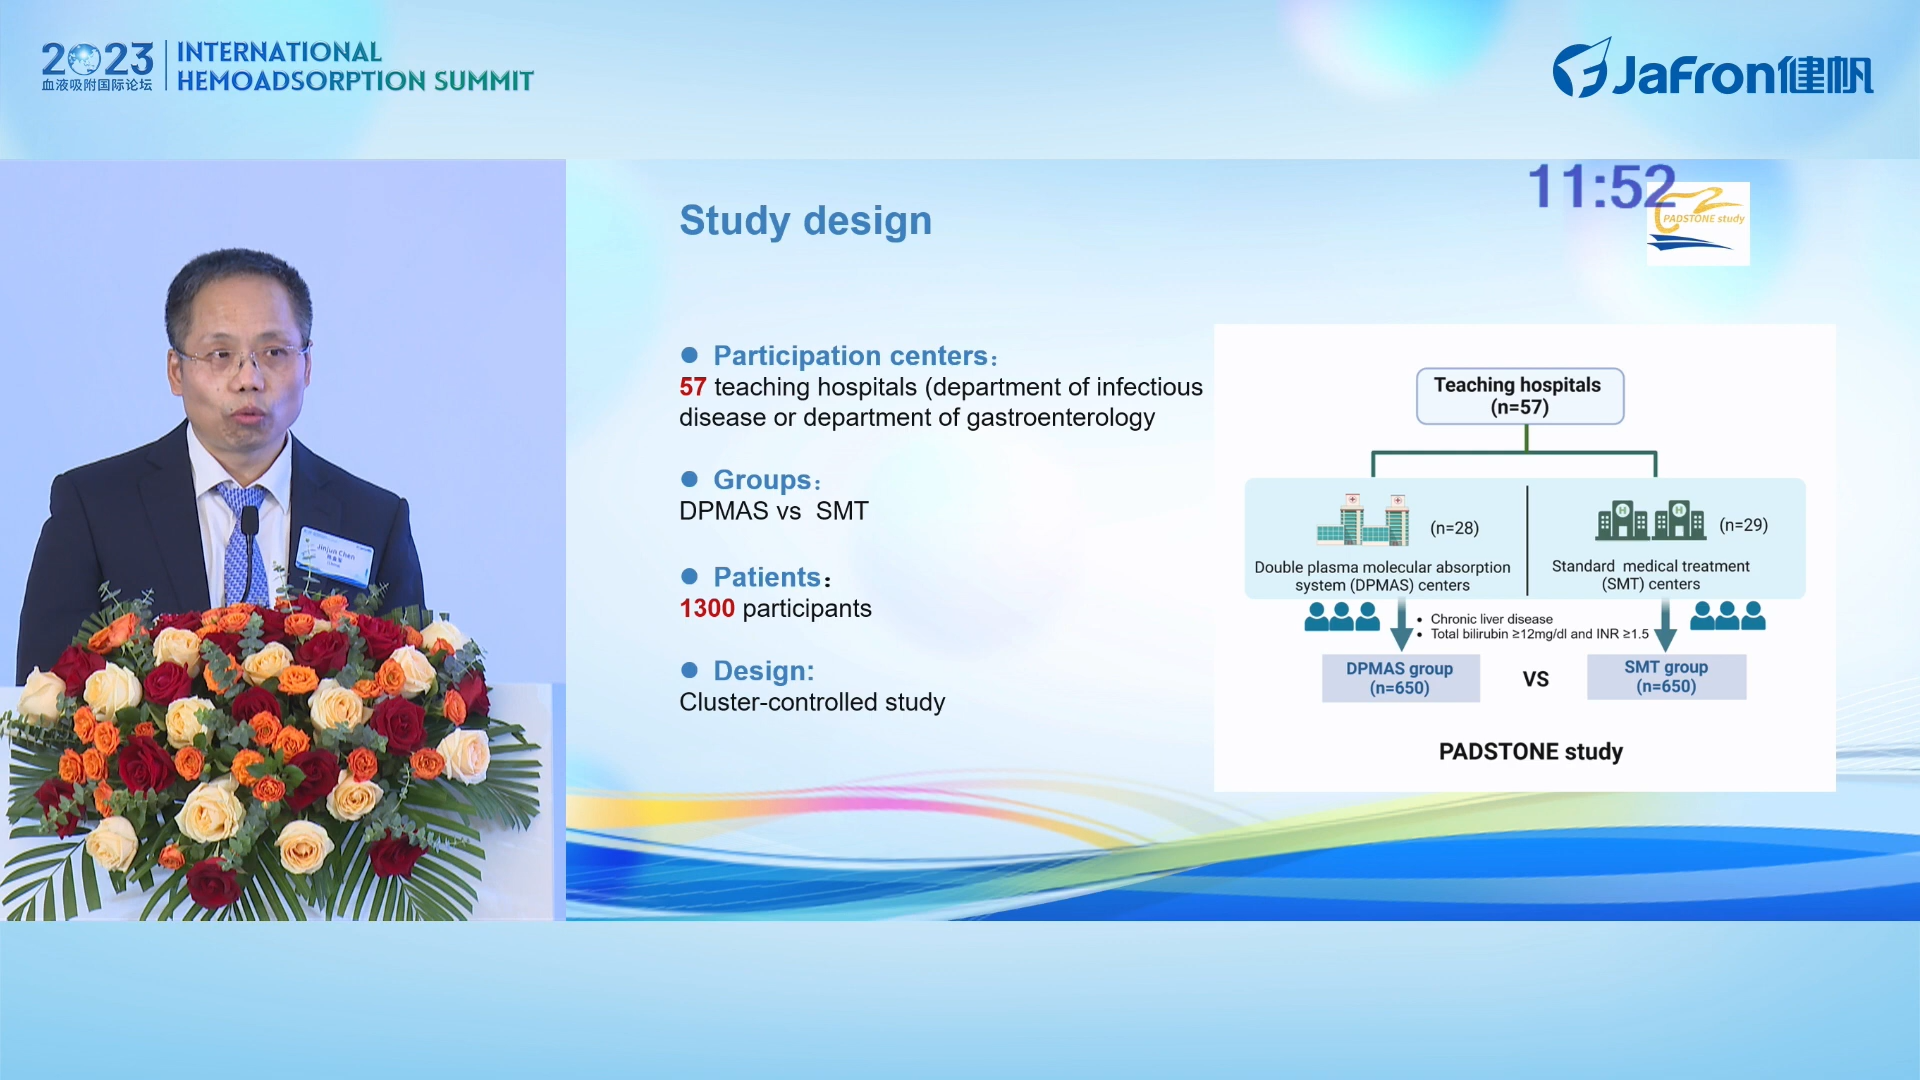 2023
血液吸附国际论坛
INTERNATIONAL
HEMOADSORPTION SUMMIT
JaFron健帆
11:52
PADSTONE study
Study design
Participation centers：
57 teaching hospitals (department of infectious
disease or department of gastroenterology
Groups：
DPMAS vs SMT
Patients：
1300 participants
Design:
Cluster-controlled study
Teaching hospitals
(n=57)
(n=28)
Double plasma molecular absorption
system (DPMAS) centers
(n=29)
Standard medical treatment
(SMT) centers
• Chronic liver disease
• Total bilirubin ≥12mg/dl and INR ≥1.5
DPMAS group
(n=650)
VS
SMT group
(n=650)
PADSTONE study
Jinjun Chen